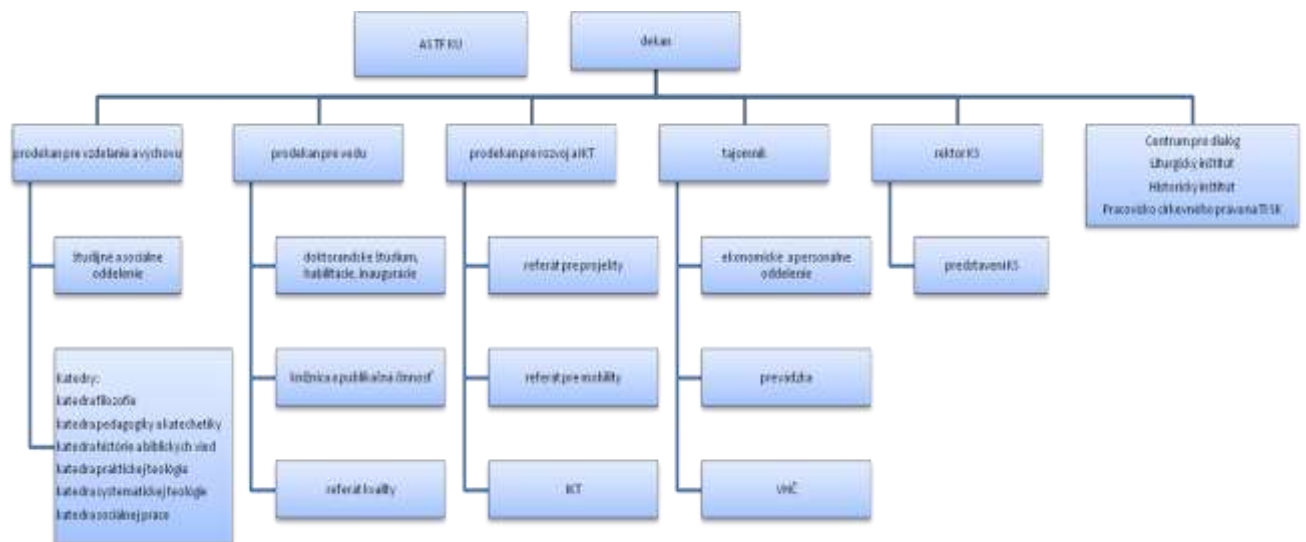 AS TF KU
dekan
prodekan pre vzdelanie a výchovu
prodekan pre vedu
prodekan pre rozvoj a IKT
tajomník
rektor KS
Centrum pre dialóg
Liturgický inštitút
Historický inštitút
Pracovisko cirkevného práva na TI SK
študijné a sociálne
oddelenie
doktorandské štúdium,
habilitácie, inaugurácie
referát pre projekty
ekonomické a personálne
oddelenie
predstavení KS
Katedry:
katedra filozofie
katedra pedagogiky a katechetiky
katedra histórie a biblických vied
katedra praktickej teológie
katedra systematickej teológie
katedra sociálnej práce
knižnica a publikačná činnosť
referát pre mobility
prevádzka
referát kvality
IKT
VHČ